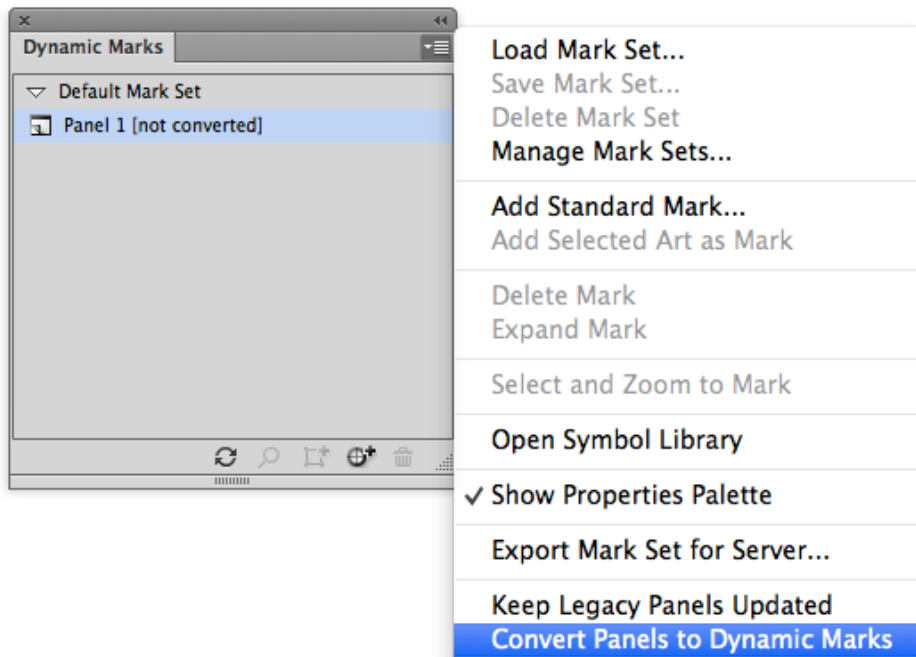 Dynamic Marks
Default Mark Set
Panel 1 [not converted]
Load Mark Set...
Save Mark Set...
Delete Mark Set
Manage Mark Sets...
Add Standard Mark...
Add Selected Art as Mark
Delete Mark
Expand Mark
Select and Zoom to Mark
Open Symbol Library
Show Properties Palette
Export Mark Set for Server...
Keep Legacy Panels Updated
Convert Panels to Dynamic Marks